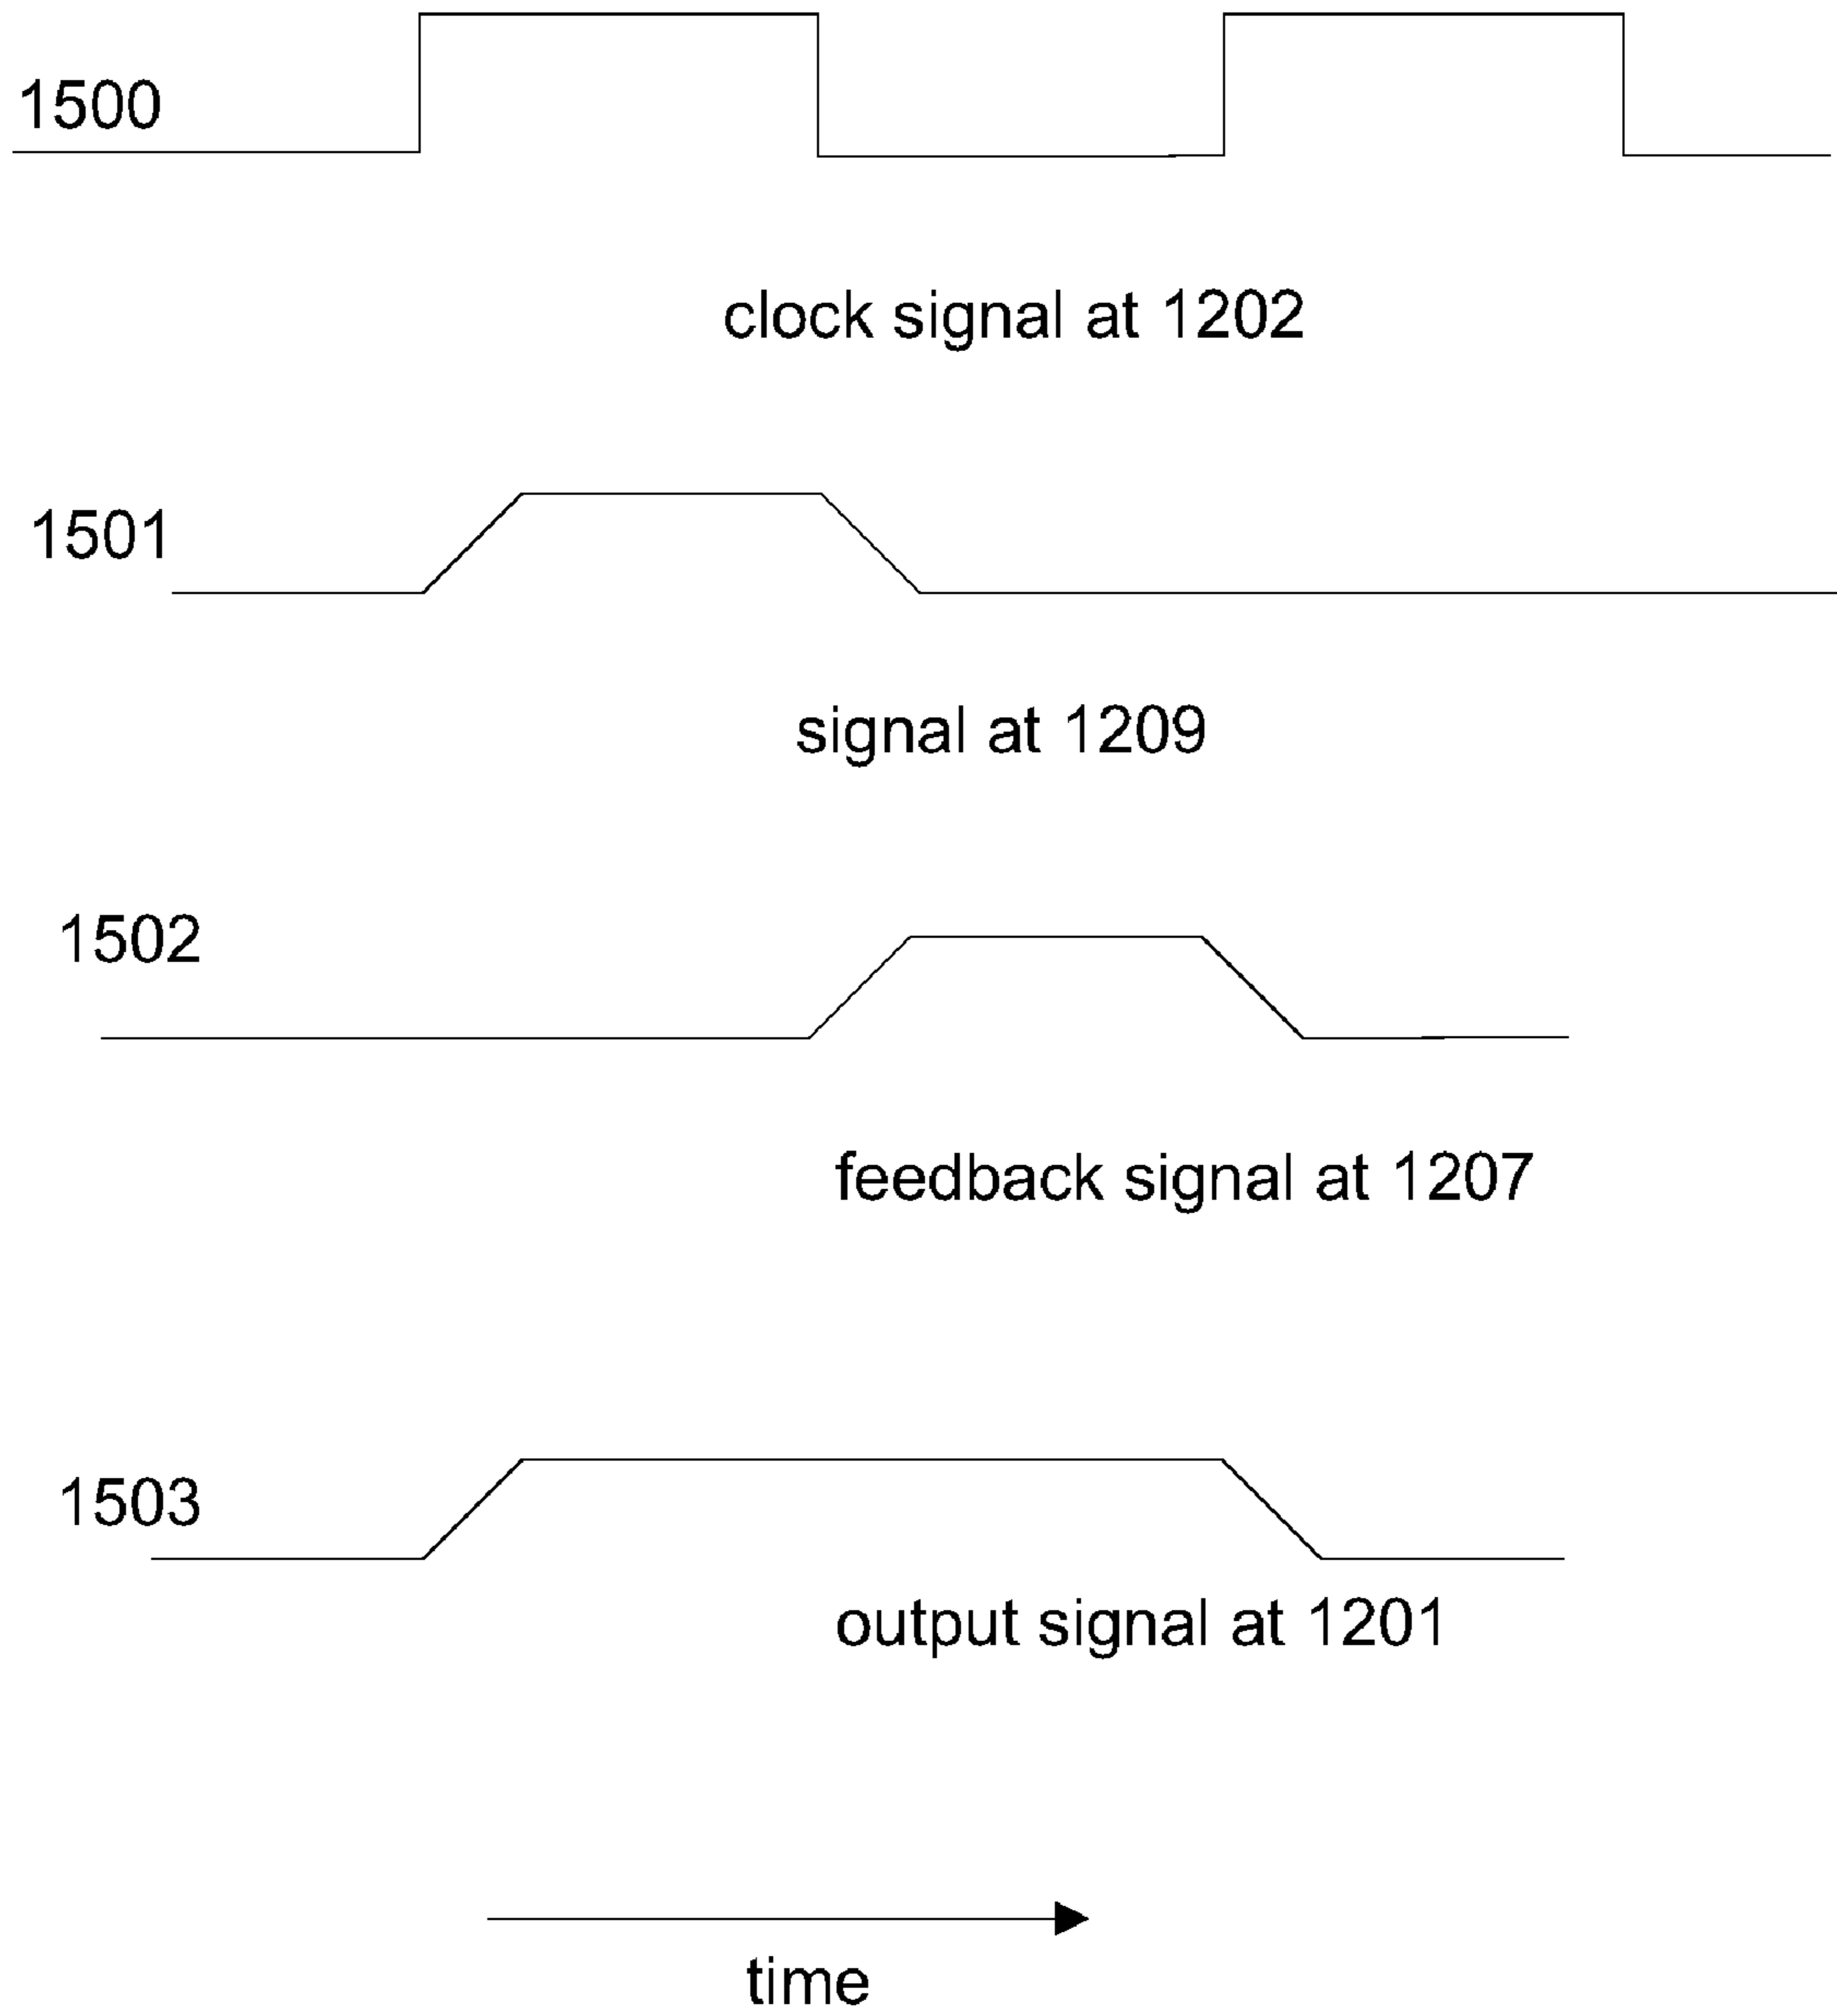 1500
clock signal at 1202
1501
signal at 1209
1502
feedback signal at 1207
1503
output signal at 1201
time